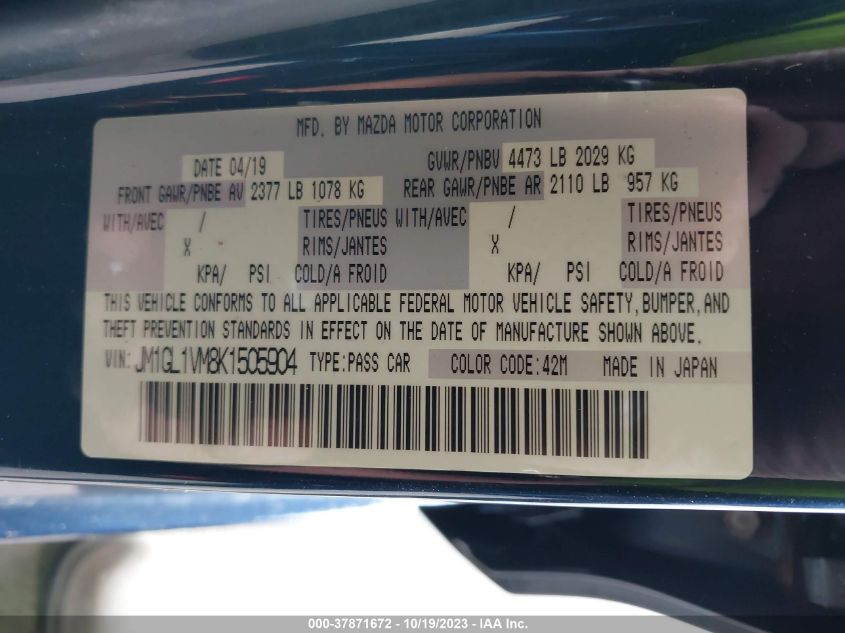 MFD. BY MAZDA MOTOR CORPORATION
DATE 04/19 GVWR/PNBV 4473 LB 2029 KG
FRONT GAWR/PNBE AV 2377 LB 1078 KG REAR GAWR/PNBE AR 2110 LB 957 KG
WITH/AVEC / TIRES/PNEUS WITH/AVEC / TIRES/PNEUS
X RIMS/JANTES X RIMS/JANTES
KPA/ PSI COLD/A FROID KPA/ PSI COLD/A FROID
THIS VEHICLE CONFORMS TO ALL APPLICABLE FEDERAL MOTOR VEHICLE SAFETY, BUMPER, AND
THEFT PREVENTION STANDARDS IN EFFECT ON THE DATE OF MANUFACTURE SHOWN ABOVE.
VIN: JM1GL1VM8K1505904 TYPE:PASS CAR COLOR CODE:42M MADE IN JAPAN
000-37871672 - 10/19/2023 - IAA Inc.